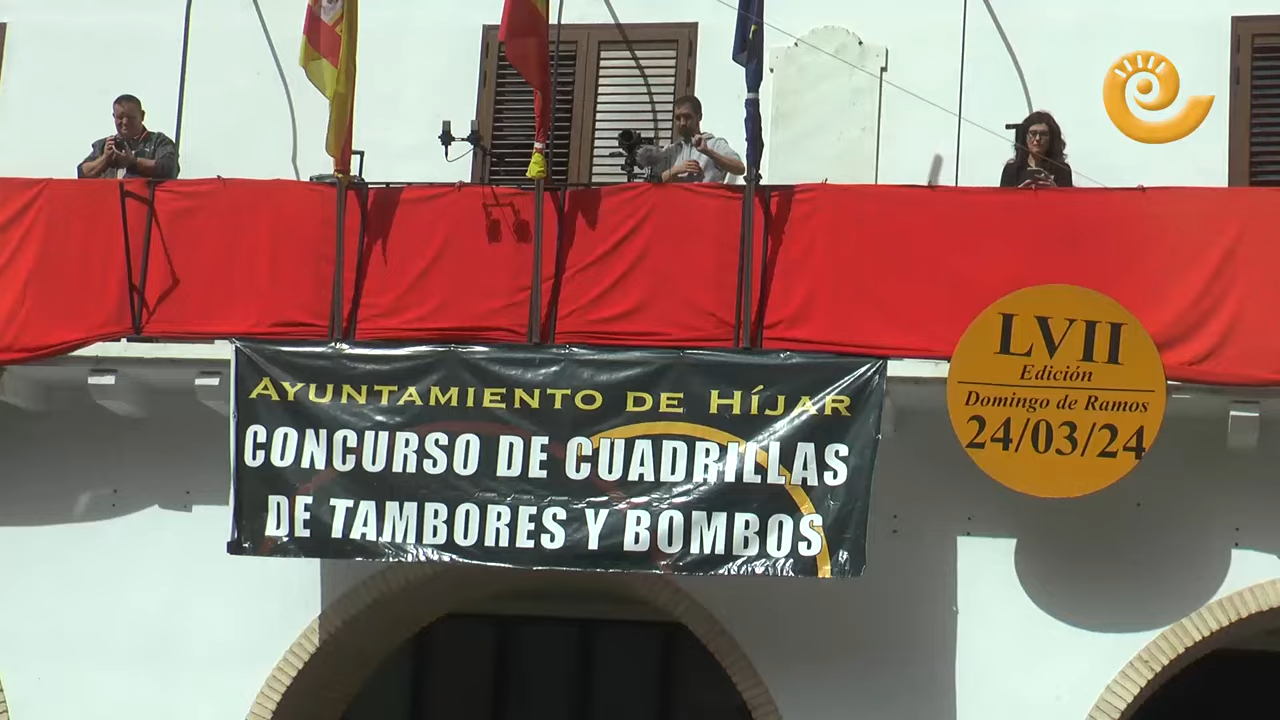 AYUNTAMIENTO DE HÍJAR
CONCURSO DE CUADRILLAS
DE TAMBORES Y BOMBOS
LVII
Edición
Domingo de Ramos
24/03/24